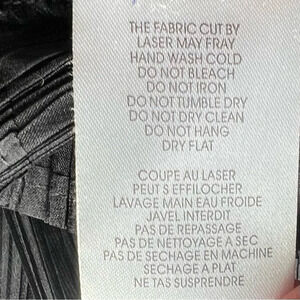 THE FABRIC CUT BY
LASER MAY FRAY
HAND WASH COLD
DO NOT BLEACH
DO NOT IRON
DO NOT TUMBLE DRY
DO NOT DRY CLEAN
DO NOT HANG
DRY FLAT
COUPE AU LASER
PEUT S EFFILOCHER
LAVAGE MAIN EAU FROIDE
JAVEL INTERDIT
PAS DE REPASSAGE
PAS DE NETTOYAGE A SEC
PAS DE SECHAGE EN MACHINE
SECHAGE A PLAT
NE TAS SUSPRENDRE